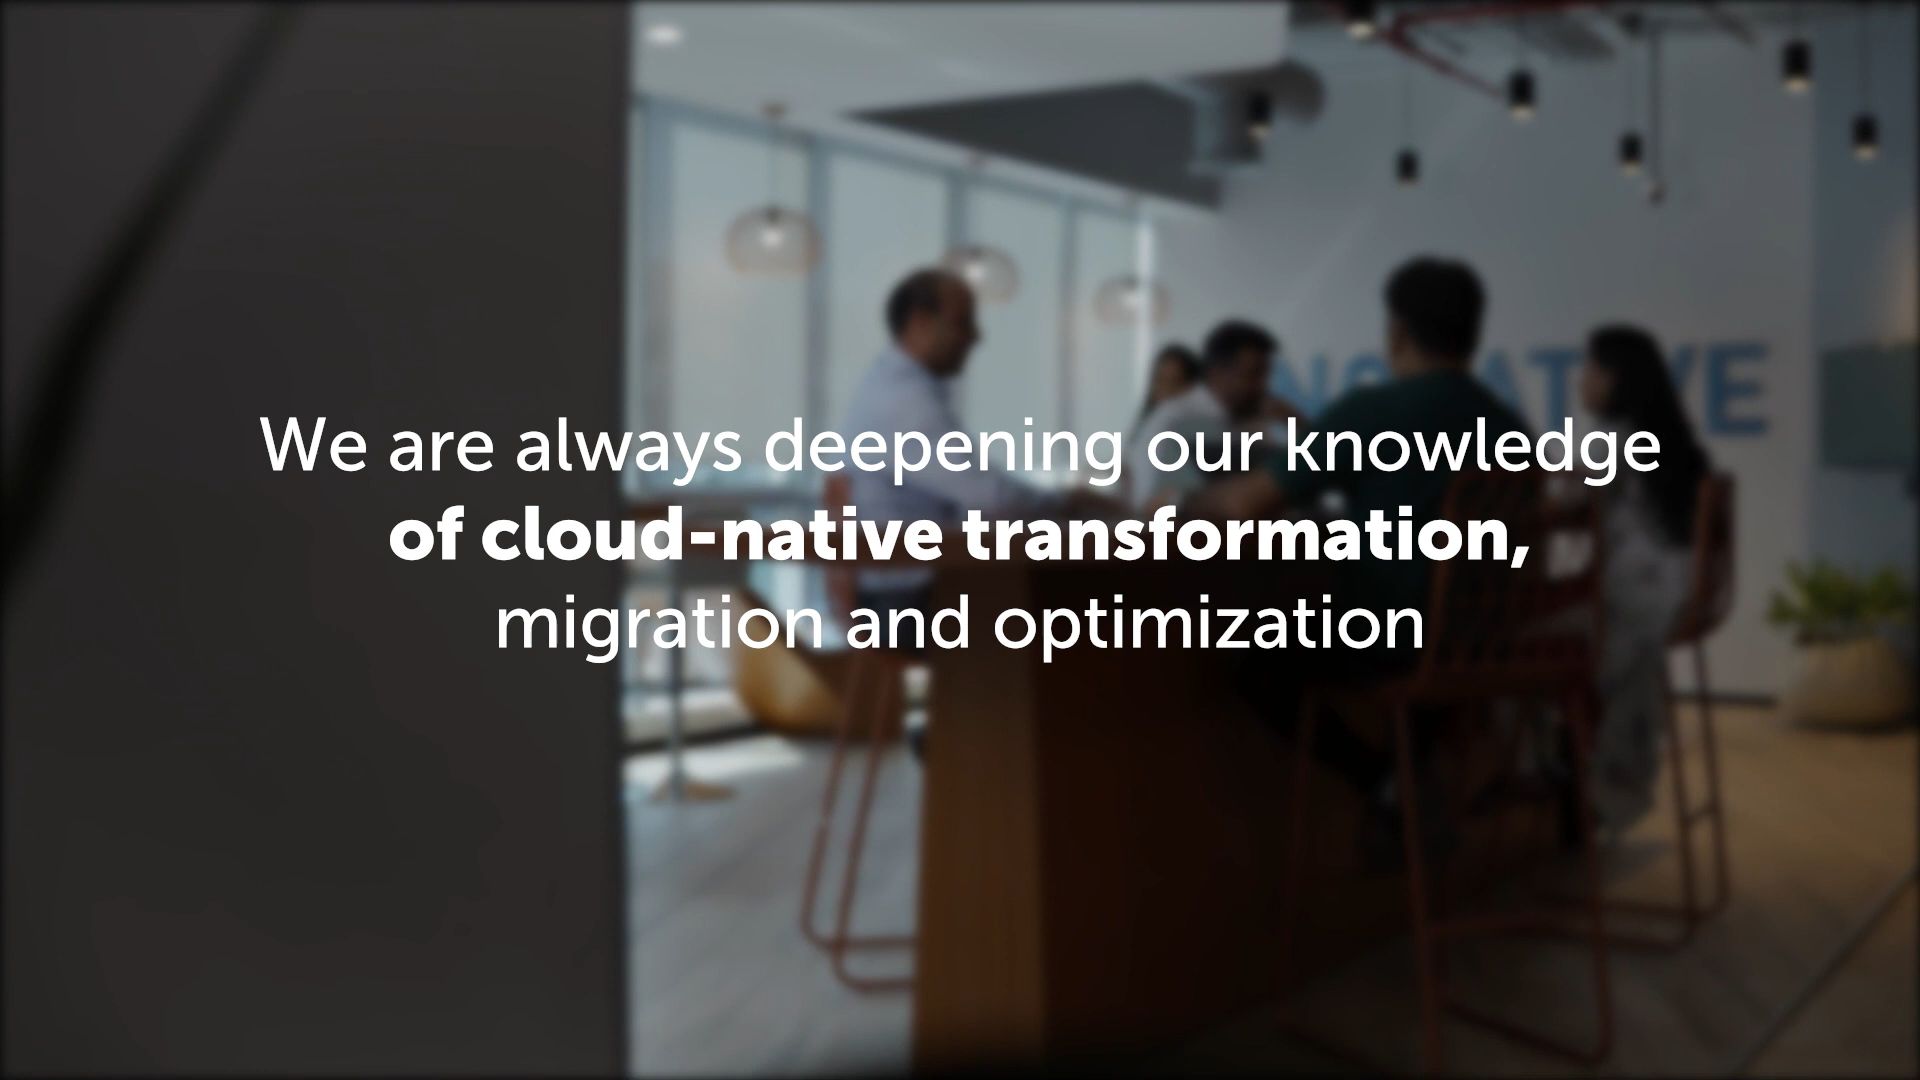 We are always deepening our knowledge
of cloud-native transformation,
migration and optimization